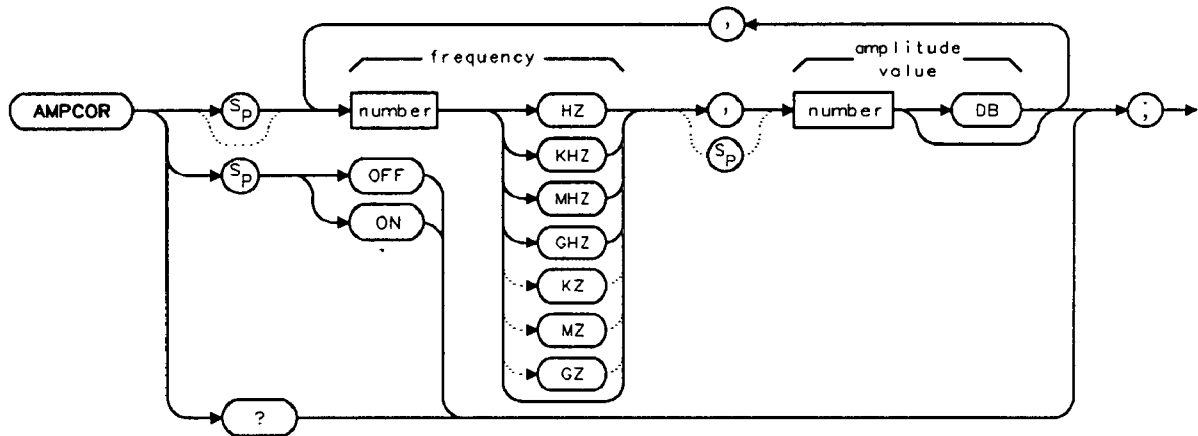 ,
frequency
amplitude
value
AMPCOR
Sp
number
HZ
,
number
DB
;
KHZ
Sp
Sp
OFF
MHZ
ON
GHZ
KZ
MZ
GZ
?